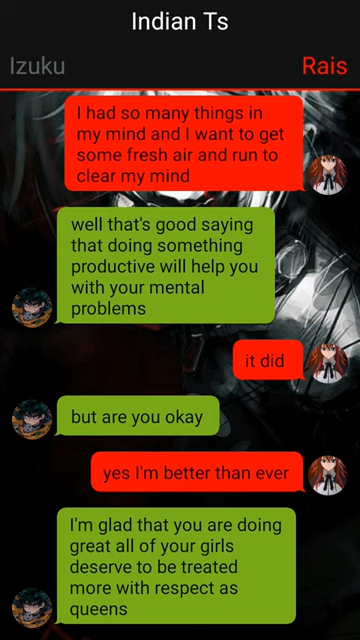 Indian Ts
Izuku
Rais
I had so many things in
my mind and I want to get
some fresh air and run to
clear my mind
well that's good saying
that doing something
productive will help you
with your mental
problems
it did
but are you okay
yes I'm better than ever
I'm glad that you are doing
great all of your girls
deserve to be treated
more with respect as
queens